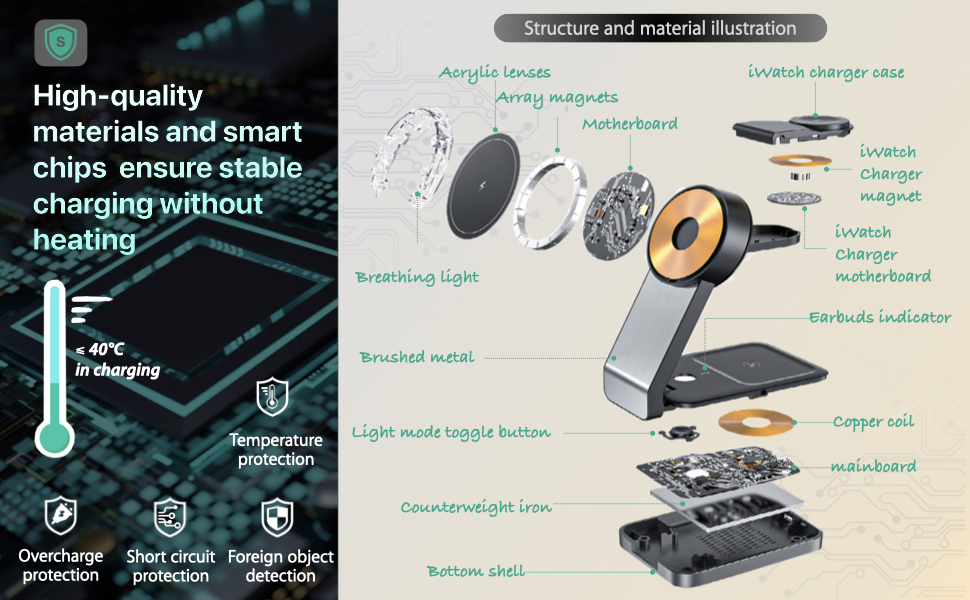 S
High-quality
materials and smart
chips ensure stable
charging without
heating
≤ 40°C
in charging
Temperature
protection
Overcharge
protection
Short circuit
protection
Foreign object
detection
Structure and material illustration
Acrylic lenses
Array magnets
Motherboard
iWatch charger case
iWatch
Charger
magnet
iWatch
Charger
motherboard
Breathing light
Earbuds indicator
Brushed metal
Light mode toggle button
Copper coil
mainboard
Counterweight iron
Bottom shell